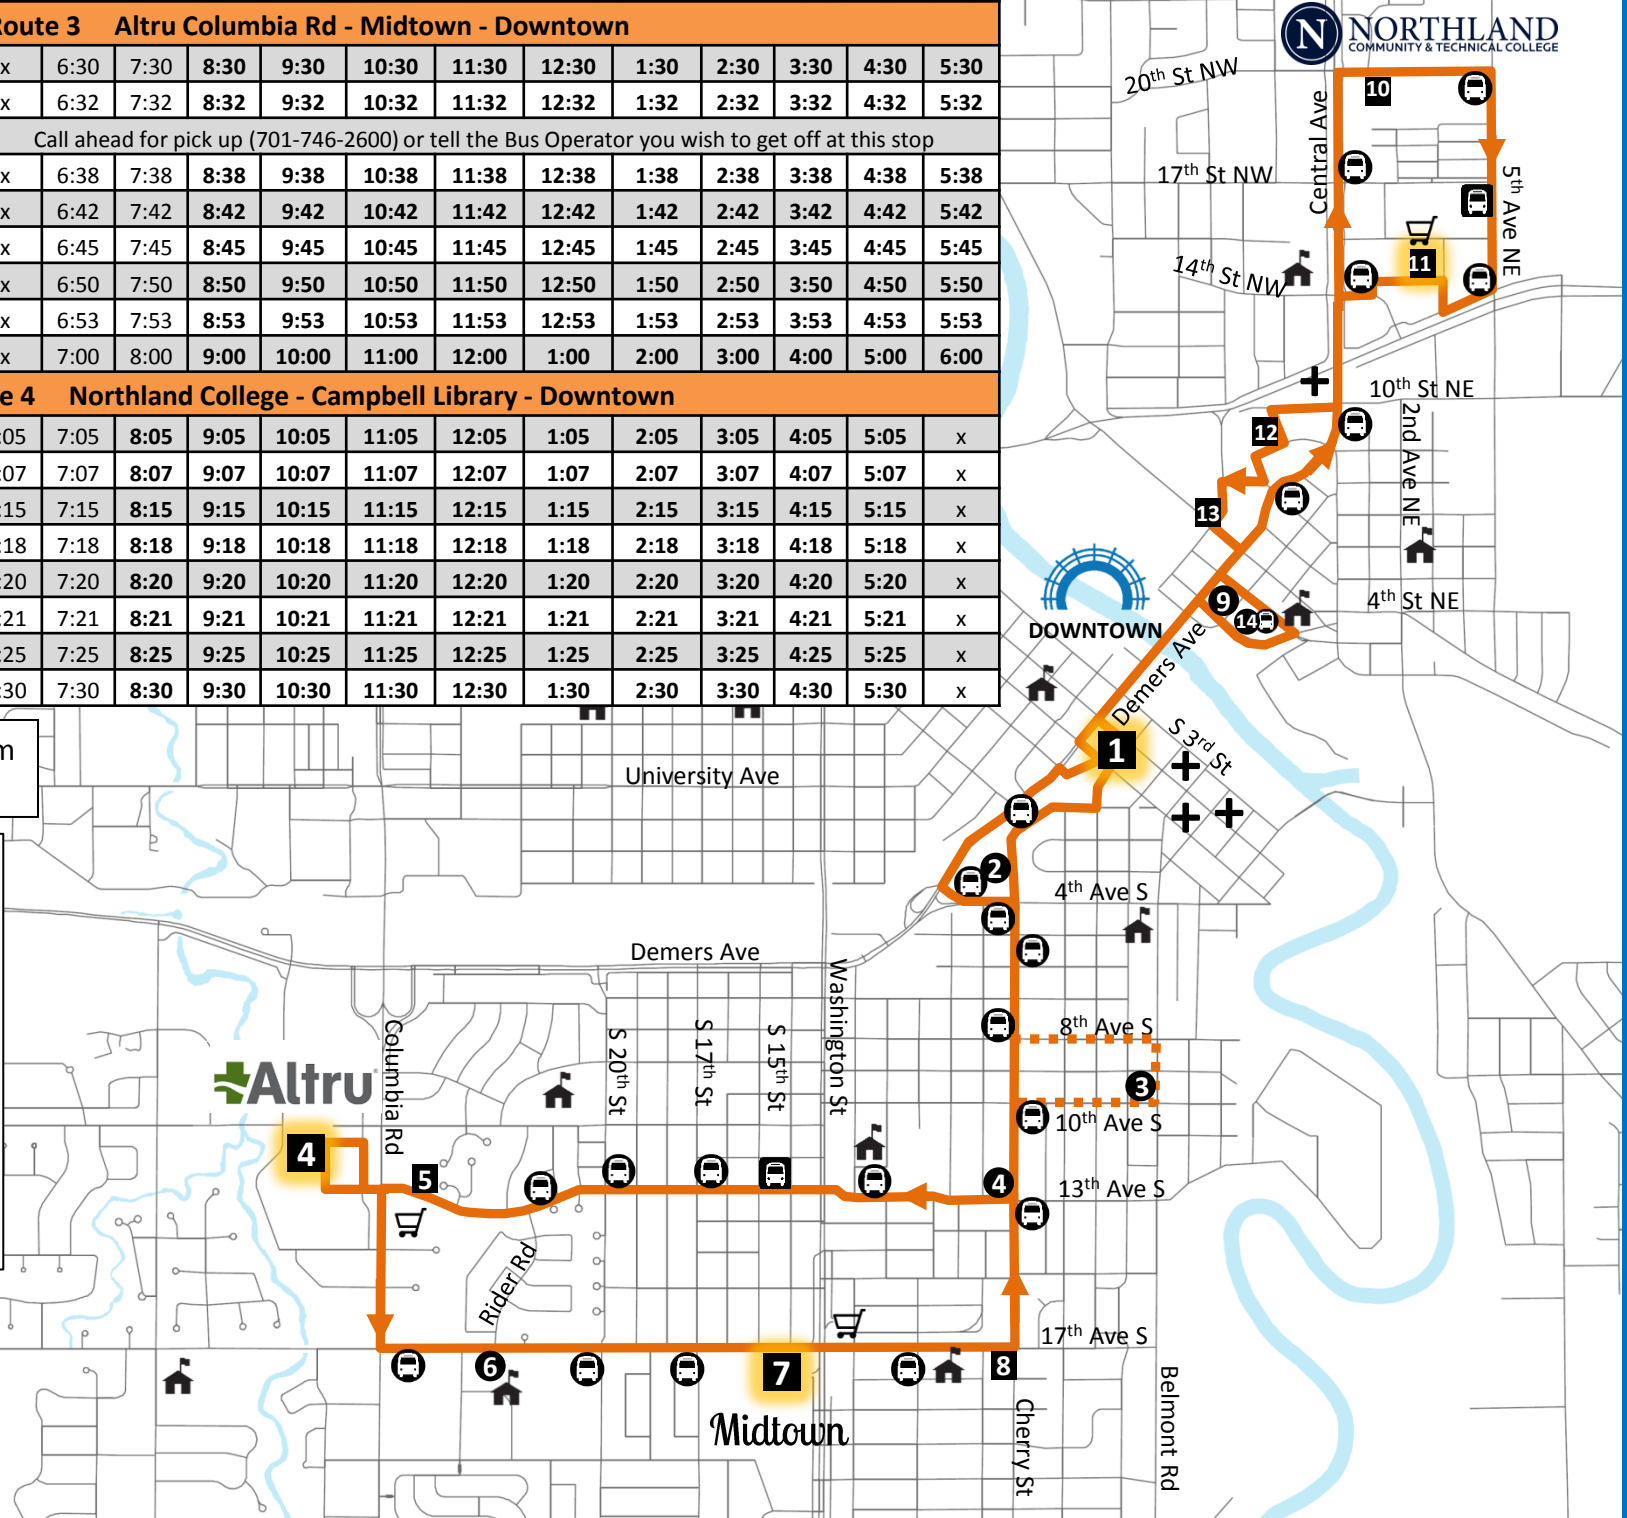 Route 3 Altru Columbia Rd - Midtown - Downtown
x 6:30 7:30 8:30 9:30 10:30 11:30 12:30 1:30 2:30 3:30 4:30 5:30
x 6:32 7:32 8:32 9:32 10:32 11:32 12:32 1:32 2:32 3:32 4:32 5:32
Call ahead for pick up (701-746-2600) or tell the Bus Operator you wish to get off at this stop
x 6:38 7:38 8:38 9:38 10:38 11:38 12:38 1:38 2:38 3:38 4:38 5:38
x 6:42 7:42 8:42 9:42 10:42 11:42 12:42 1:42 2:42 3:42 4:42 5:42
x 6:45 7:45 8:45 9:45 10:45 11:45 12:45 1:45 2:45 3:45 4:45 5:45
x 6:50 7:50 8:50 9:50 10:50 11:50 12:50 1:50 2:50 3:50 4:50 5:50
x 6:53 7:53 8:53 9:53 10:53 11:53 12:53 1:53 2:53 3:53 4:53 5:53
x 7:00 8:00 9:00 10:00 11:00 12:00 1:00 2:00 3:00 4:00 5:00 6:00
e 4 Northland College - Campbell Library - Downtown
:05 7:05 8:05 9:05 10:05 11:05 12:05 1:05 2:05 3:05 4:05 5:05 x
:07 7:07 8:07 9:07 10:07 11:07 12:07 1:07 2:07 3:07 4:07 5:07 x
:15 7:15 8:15 9:15 10:15 11:15 12:15 1:15 2:15 3:15 4:15 5:15 x
:18 7:18 8:18 9:18 10:18 11:18 12:18 1:18 2:18 3:18 4:18 5:18 x
:20 7:20 8:20 9:20 10:20 11:20 12:20 1:20 2:20 3:20 4:20 5:20 x
:21 7:21 8:21 9:21 10:21 11:21 12:21 1:21 2:21 3:21 4:21 5:21 x
:25 7:25 8:25 9:25 10:25 11:25 12:25 1:25 2:25 3:25 4:25 5:25 x
:30 7:30 8:30 9:30 10:30 11:30 12:30 1:30 2:30 3:30 4:30 5:30 x
m
N NORTHLAND
COMMUNITY & TECHNICAL COLLEGE
20th St NW
10
Central Ave
17th St NW
5th Ave NE
11
14th St NW
10th St NE
2nd Ave NE
12
13
9
14
4th St NE
DOWNTOWN
Demers Ave
1
S 3rd St
University Ave
2
4th Ave S
Demers Ave
Washington St
8th Ave S
3
10th Ave S
Columbia Rd
S 20th St
S 17th St
S 15th St
Altru
4
5
4
13th Ave S
Rider Rd
17th Ave S
6
7
8
Midtown
Cherry St
Belmont Rd